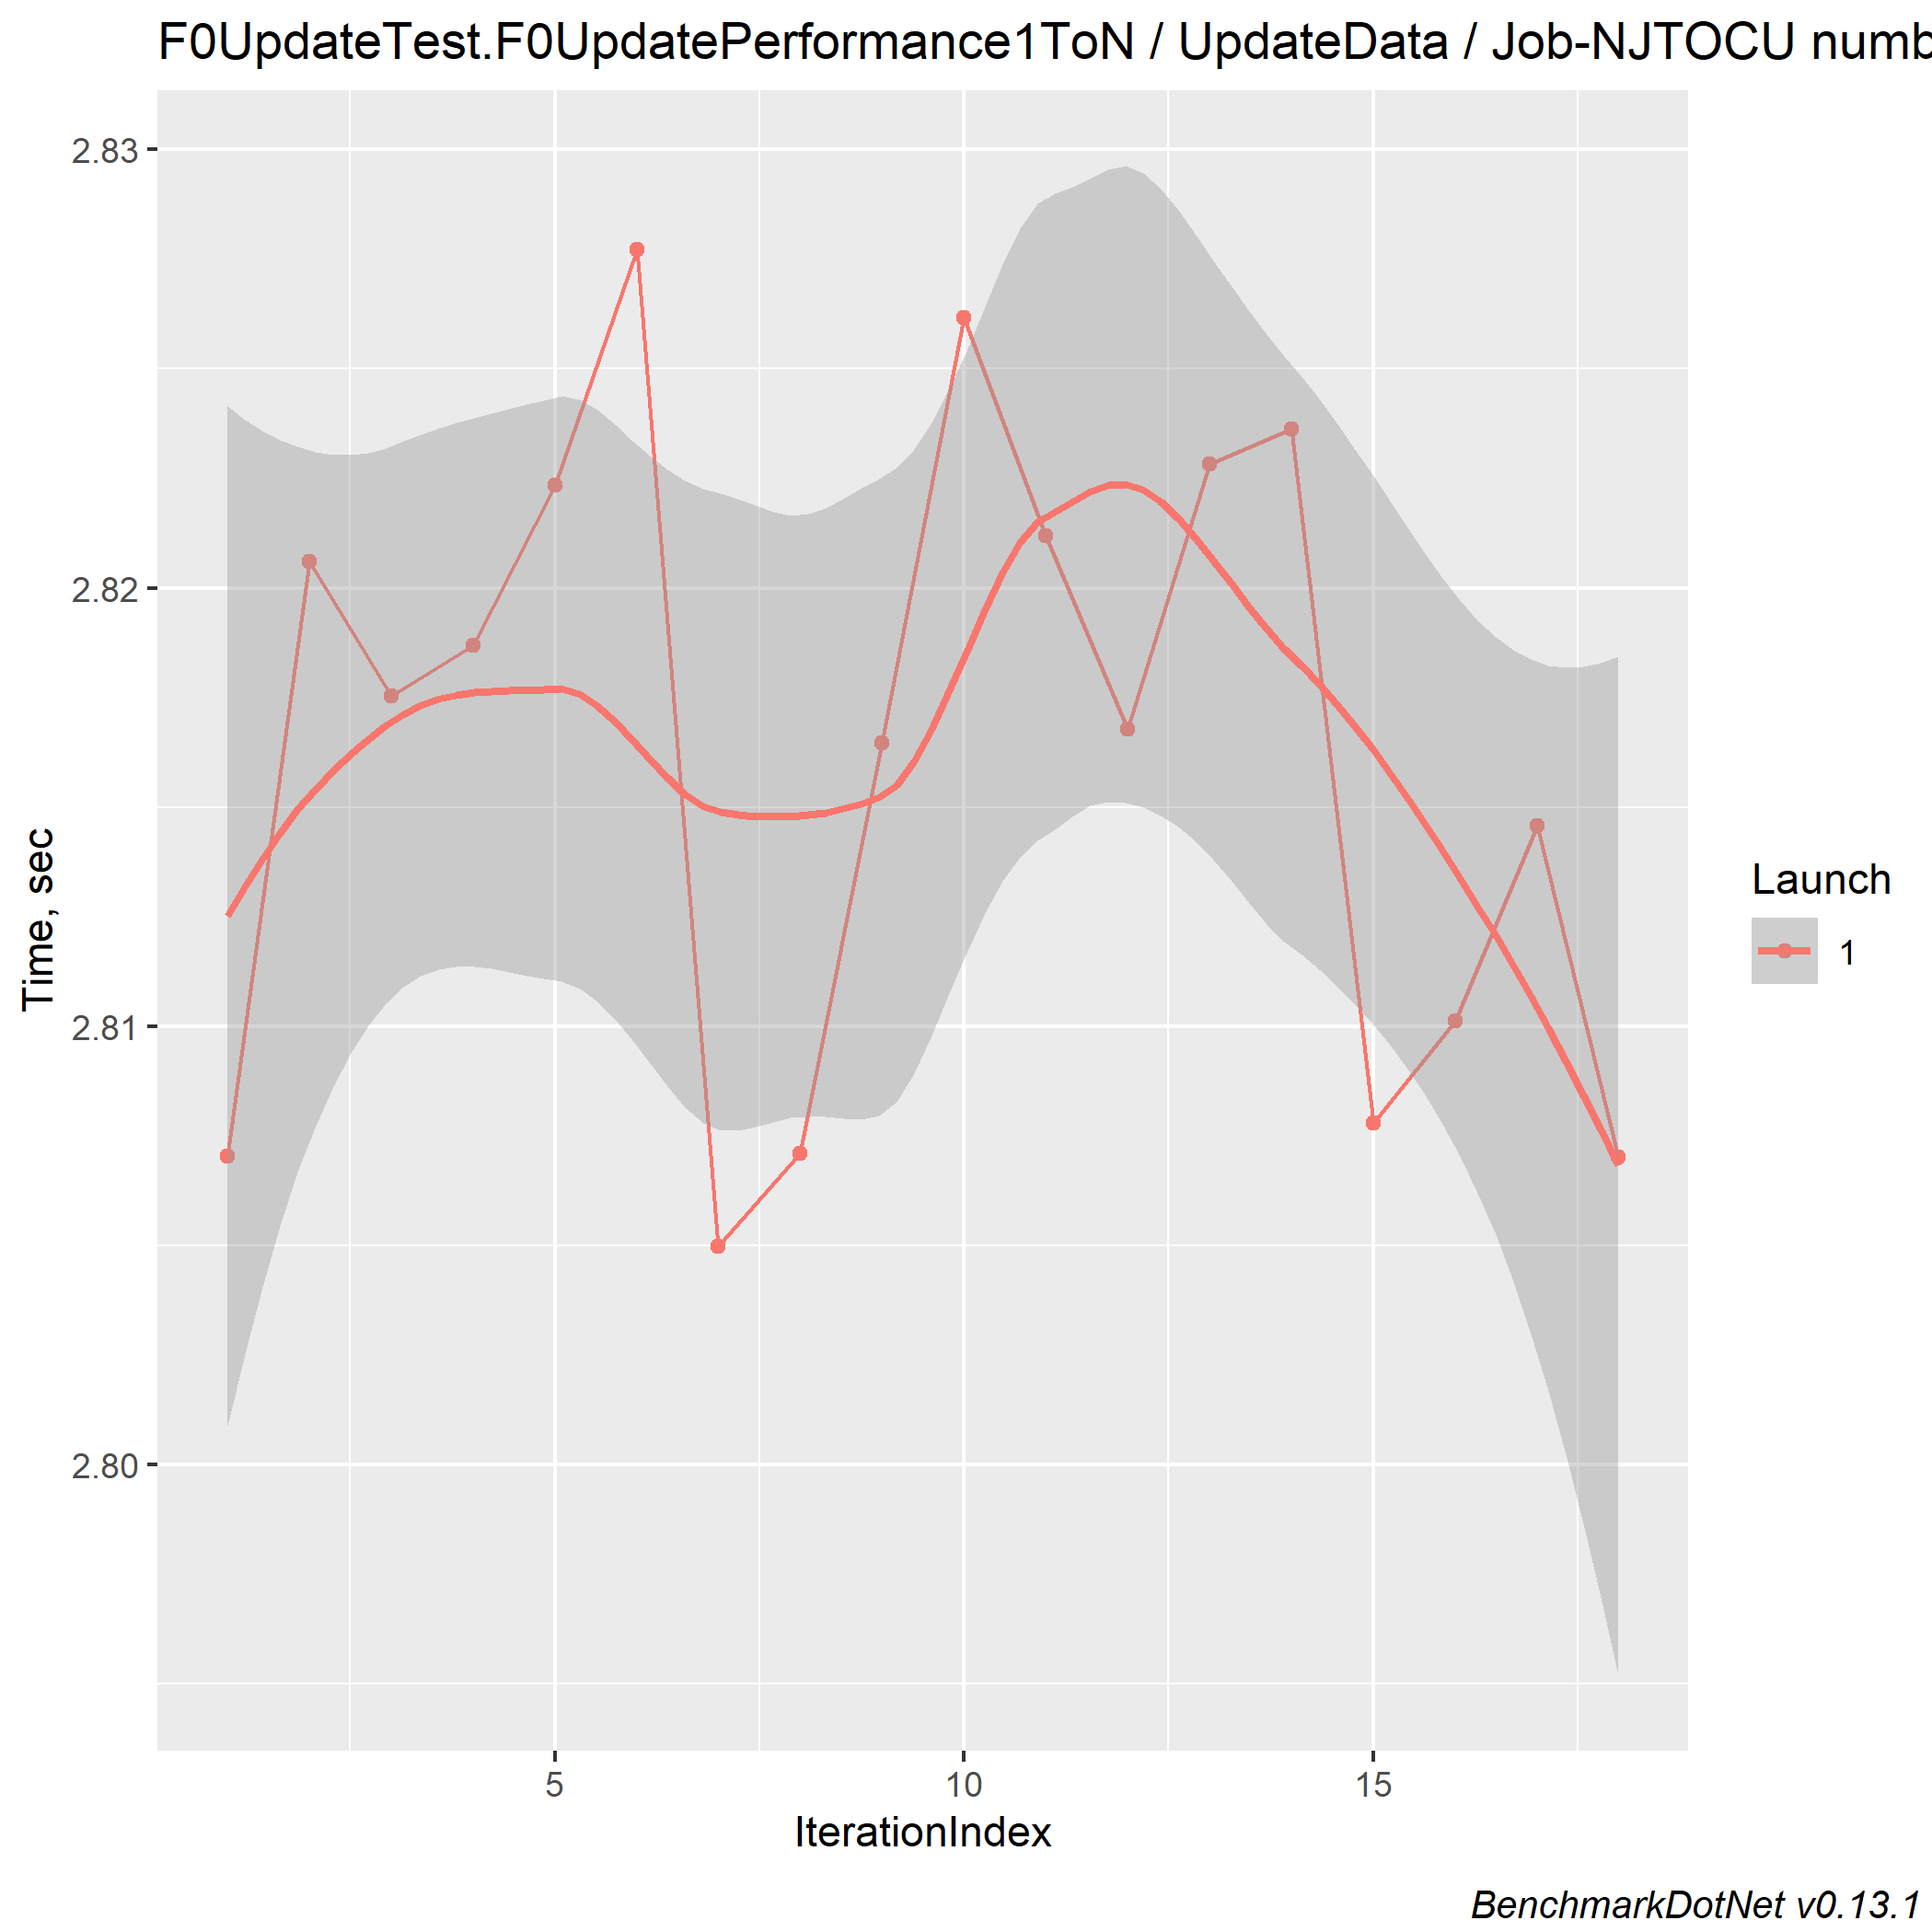 F0UpdateTest.F0UpdatePerformance1ToN / UpdateData / Job-NJTOCU numb
2.83
2.82
2.81
2.80
Time, sec
5 10 15
IterationIndex
Launch
1
BenchmarkDotNet v0.13.1